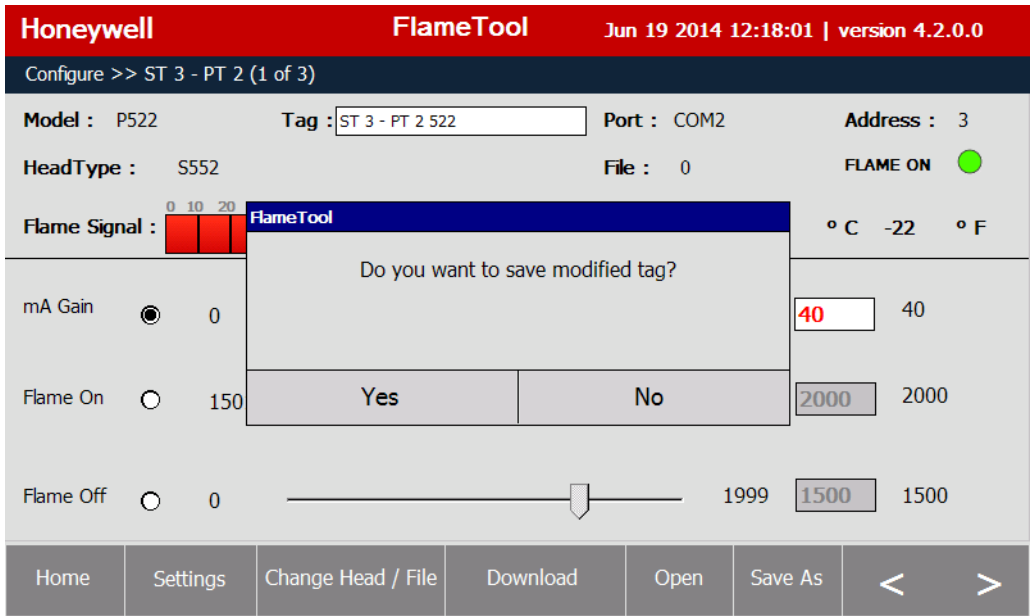 Honeywell FlameTool Jun 19 2014 12:18:01 | version 4.2.0.0
Configure >> ST 3 - PT 2 (1 of 3)
Model : P522 Tag : ST 3 - PT 2 522 Port : COM2 Address : 3
HeadType : S552 File : 0 FLAME ON
0 10 20
Flame Signal : º C -22 º F
FlameTool
Do you want to save modified tag?
Yes No
mA Gain 0 40 40
Flame On 150 2000 2000
Flame Off 0 1999 1500 1500
Home Settings Change Head / File Download Open Save As < >